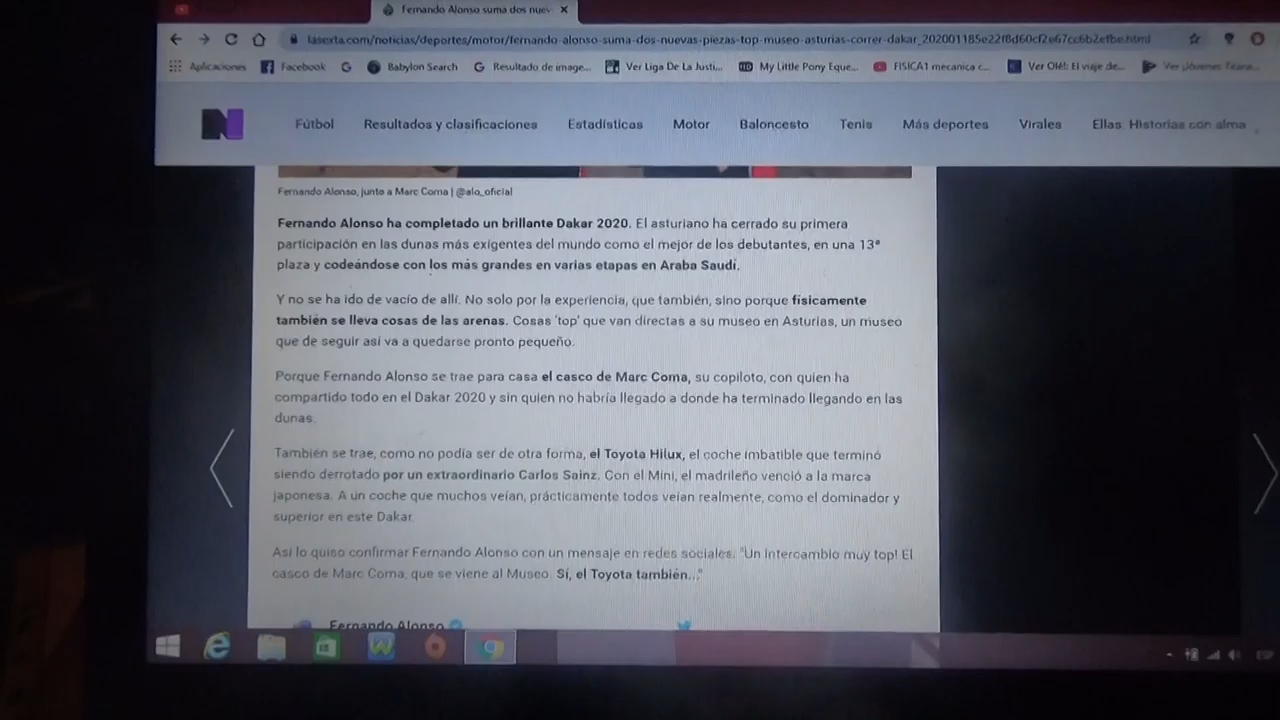 Fernando Alonso suma dos nuev
lasexta.com/noticias/deportes/motor/fernando-alonso-suma-dos-nuevas-piezas-top-museo-asturias-correr-dakar_202001185e22f8d60cf2e67cc6b2efbe.html
Aplicaciones Facebook Babylon Search Resultado de image... Ver Liga De La Justi... My Little Pony Eque... FISICA1 mecanica c... Ver Olé!: El viaje de... Ver Jóvenes Titane...
Fútbol Resultados y clasificaciones Estadísticas Motor Baloncesto Tenis Más deportes Virales Ellas: Historias con alma
Fernando Alonso, junto a Marc Coma | @alo_oficial
Fernando Alonso ha completado un brillante Dakar 2020. El asturiano ha cerrado su primera
participación en las dunas más exigentes del mundo como el mejor de los debutantes, en una 13ª
plaza y codeándose con los más grandes en varias etapas en Araba Saudí.
Y no se ha ido de vacío de allí. No solo por la experiencia, que también, sino porque físicamente
también se lleva cosas de las arenas. Cosas 'top' que van directas a su museo en Asturias, un museo
que de seguir así va a quedarse pronto pequeño.
Porque Fernando Alonso se trae para casa el casco de Marc Coma, su copiloto, con quien ha
compartido todo en el Dakar 2020 y sin quien no habría llegado a donde ha terminado llegando en las
dunas.
También se trae, como no podía ser de otra forma, el Toyota Hilux, el coche imbatible que terminó
siendo derrotado por un extraordinario Carlos Sainz. Con el Mini, el madrileño venció a la marca
japonesa. A un coche que muchos veían, prácticamente todos veían realmente, como el dominador y
superior en este Dakar.
Así lo quiso confirmar Fernando Alonso con un mensaje en redes sociales. "Un intercambio muy top! El
casco de Marc Coma, que se viene al Museo. Sí, el Toyota también..."
Fernando Alonso
ESP